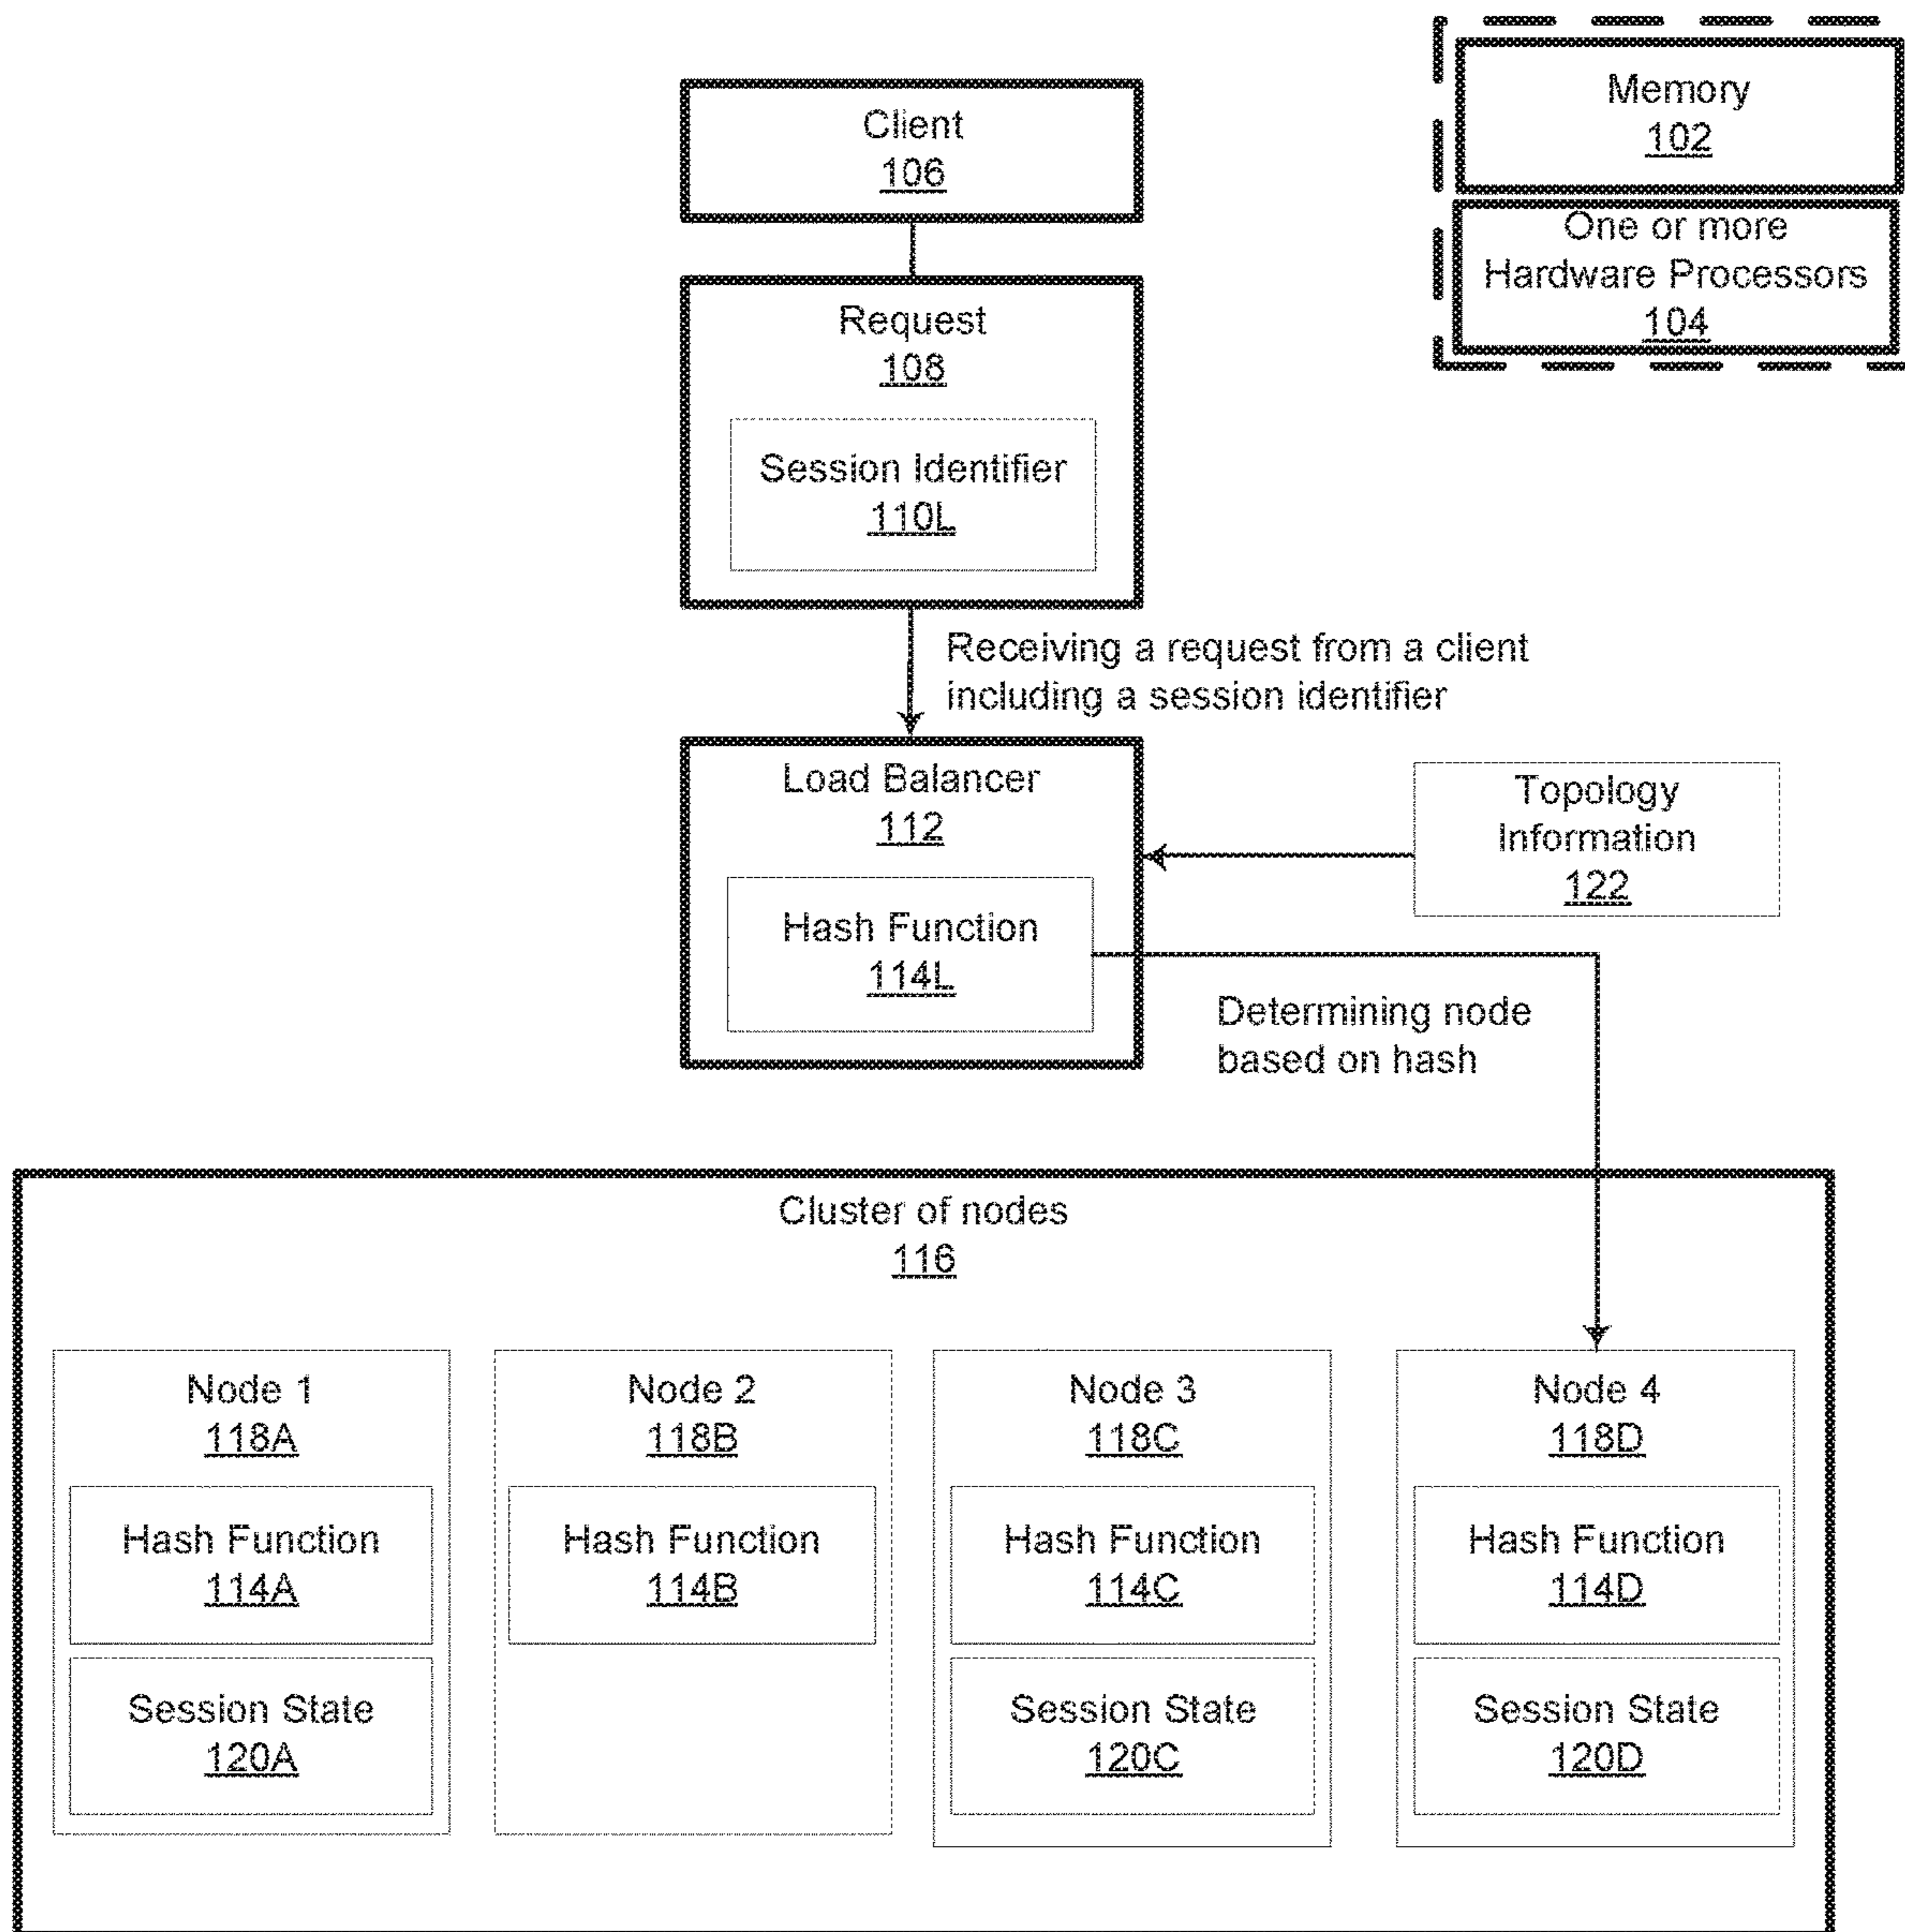 Memory
102
One or more
Hardware Processors
104
Client
106
Request
108
Session Identifier
110L
Receiving a request from a client
including a session identifier
Load Balancer
112
Hash Function
114L
Topology
Information
122
Determining node
based on hash
Cluster of nodes
116
Node 1
118A
Hash Function
114A
Session State
120A
Node 2
118B
Hash Function
114B
Node 3
118C
Hash Function
114C
Session State
120C
Node 4
118D
Hash Function
114D
Session State
120D